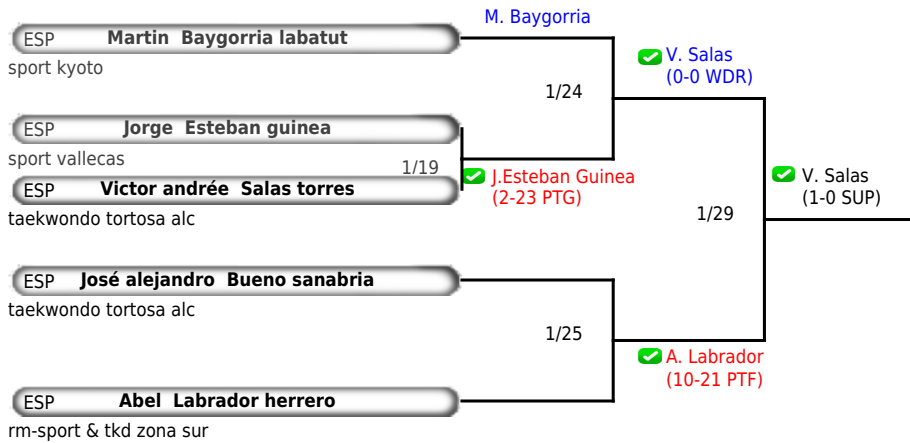 M. Baygorria
ESP Martin Baygorria labatut
sport kyoto
V. Salas
(0-0 WDR)
1/24
ESP Jorge Esteban guinea
sport vallecas
1/19
J.Esteban Guinea
(2-23 PTG)
V. Salas
(1-0 SUP)
ESP Victor andrée Salas torres
taekwondo tortosa alc
1/29
ESP José alejandro Bueno sanabria
taekwondo tortosa alc
1/25
A. Labrador
(10-21 PTF)
ESP Abel Labrador herrero
rm-sport & tkd zona sur